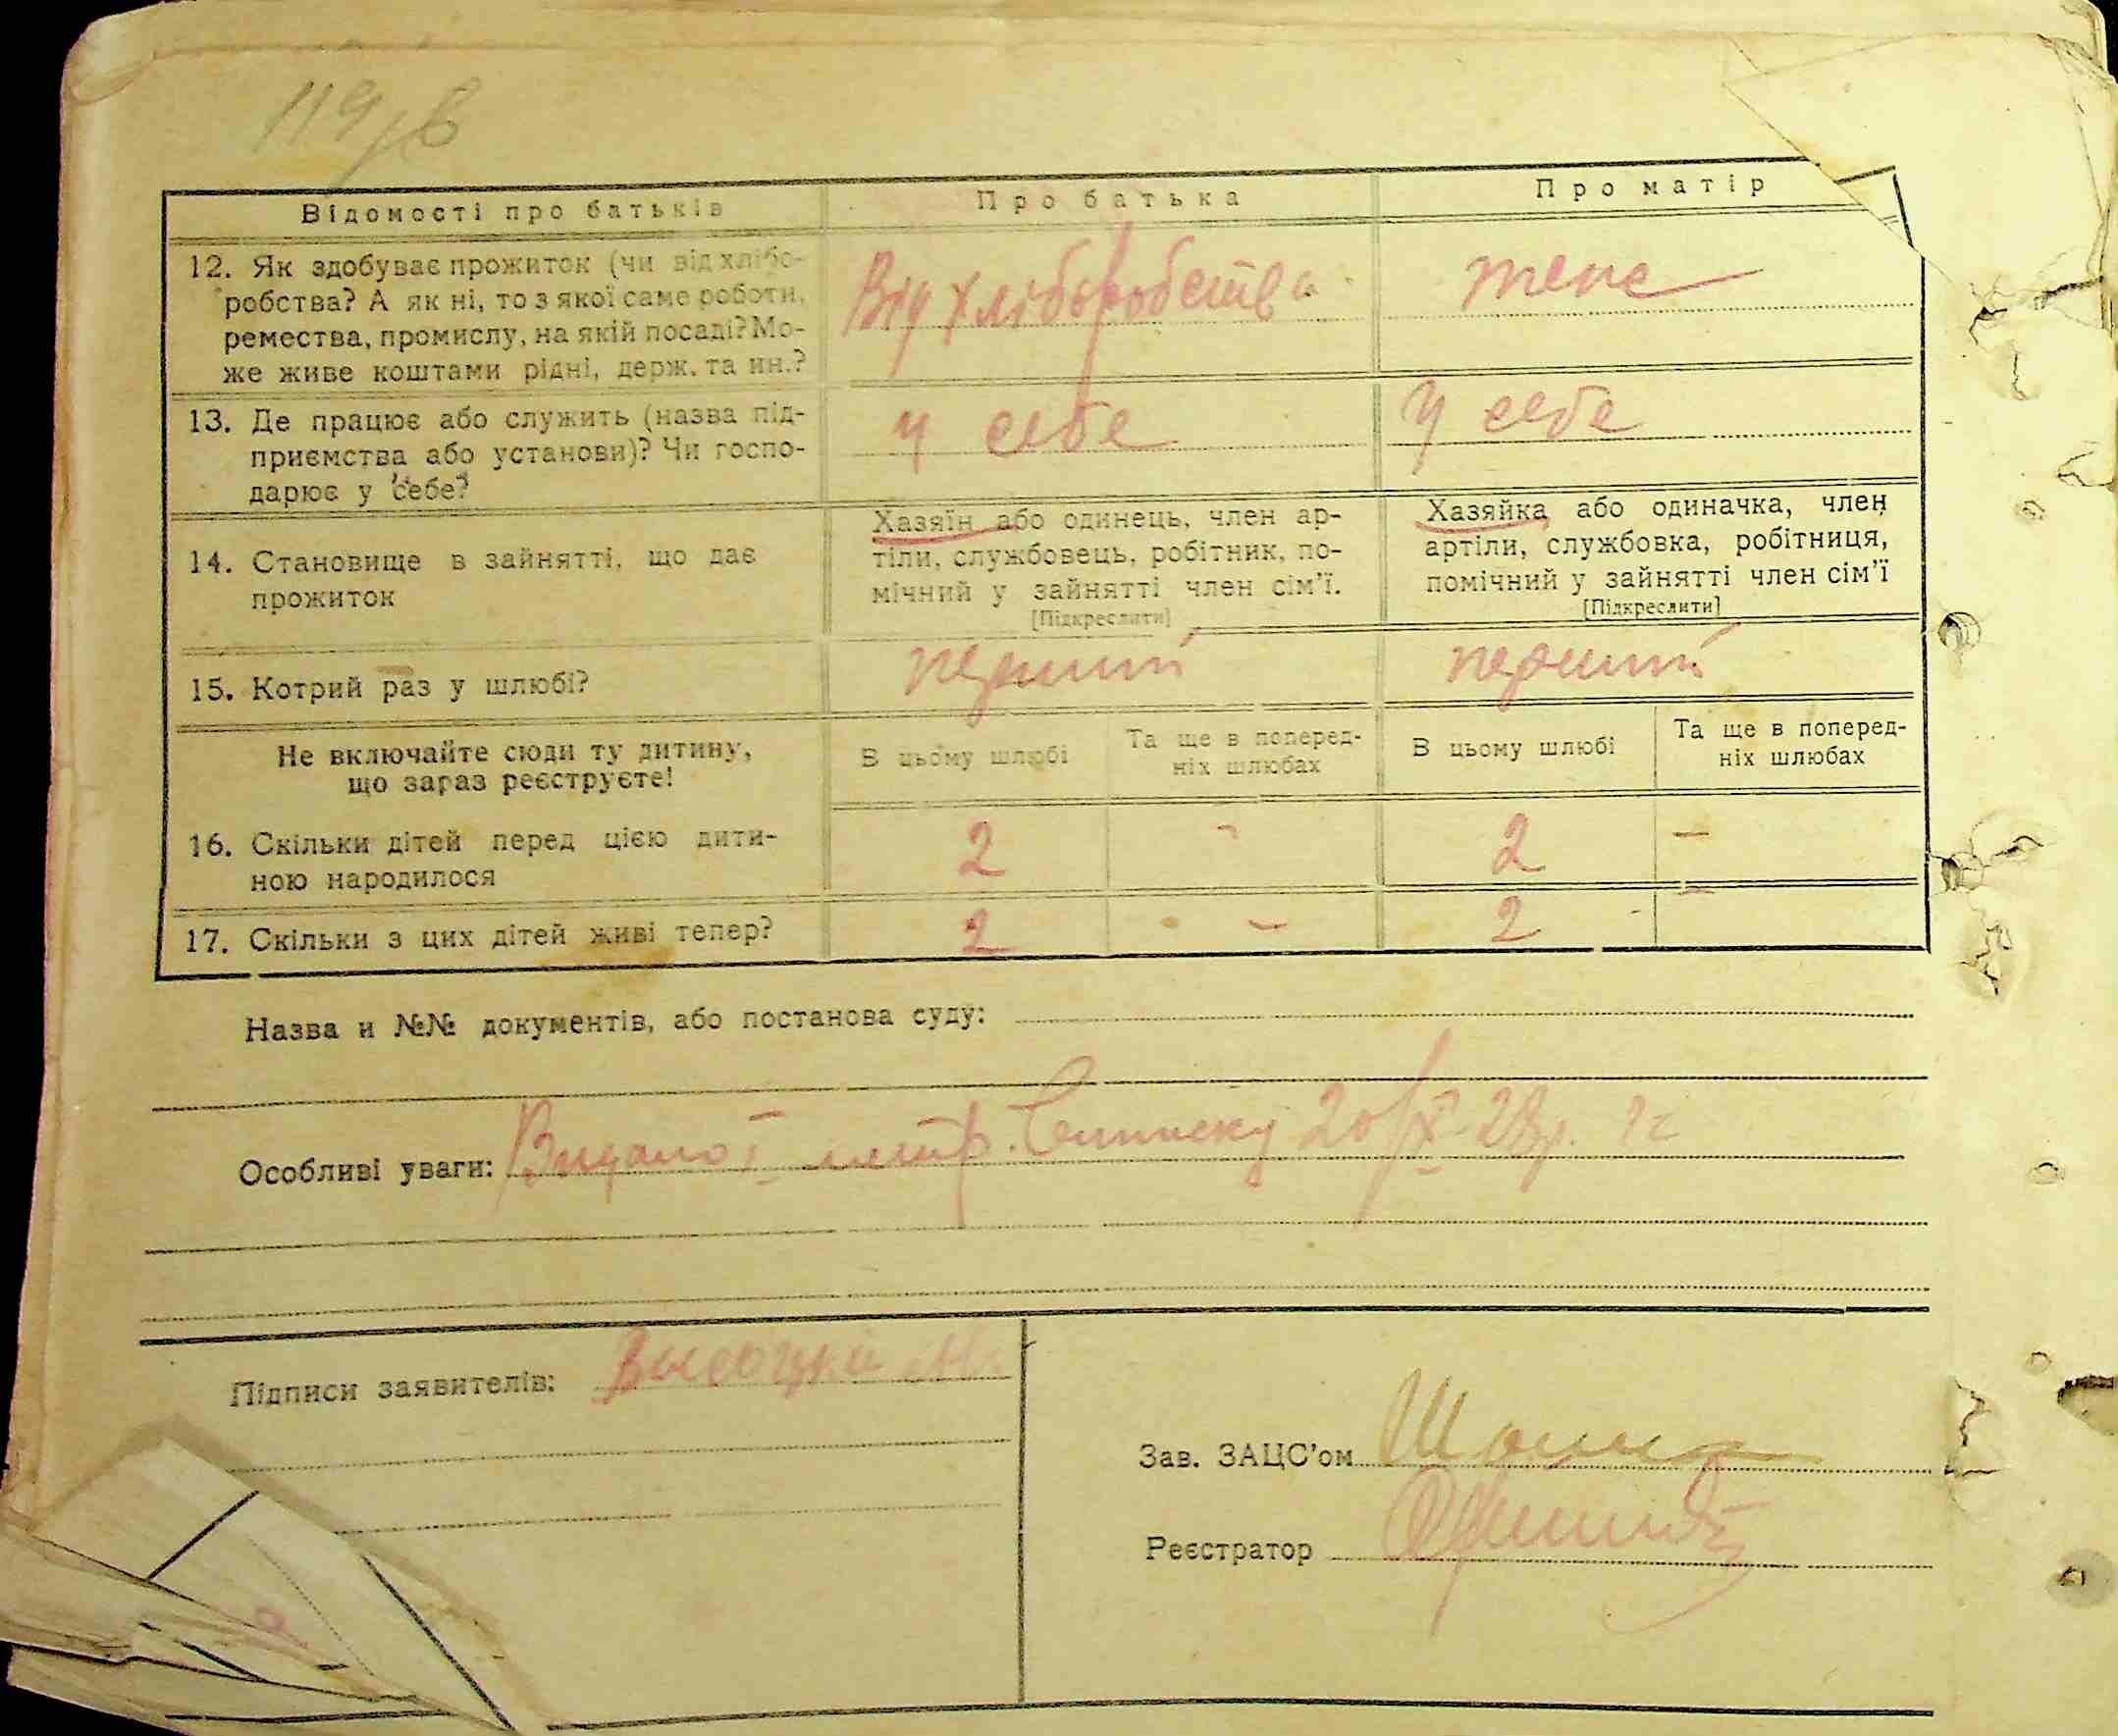 Відомості про батьків
Про батька
Про матір
12. Як здобуває прожиток (чи від хлібо-
робства? А як ні, то з якої саме роботи,
ремества, промислу, на якій посаді? Мо-
же живе коштами рідні, держ. та ин.?
Від хліборобства
теже
13. Де працює або служить (назва під-
приємства або установи)? Чи госпо-
дарює у себе?
у себе
у себе
14. Становище в зайнятті, що дає
прожиток
Хазяїн або одинець, член ар-
тіли, службовець, робітник, по-
мічний у зайнятті член сім'ї.
[Підкреслити]
Хазяйка або одиначка, член
артіли, службовка, робітниця,
помічний у зайнятті член сім'ї
[Підкреслити]
15. Котрий раз у шлюбі?
перший
перший
Не включайте сюди ту дитину,
що зараз реєструєте!
В цьому шлюбі
Та ще в поперед-
ніх шлюбах
В цьому шлюбі
Та ще в поперед-
ніх шлюбах
16. Скільки дітей перед цією дити-
ною народилося
2
-
2
-
17. Скільки з цих дітей живі тепер?
2
-
2
-
Назва и №№ документів, або постанова суду:
Особливі уваги: Видано метр.
Підписи заявителів: Высоцкий
Зав. ЗАЦС'ом
Реєстратор